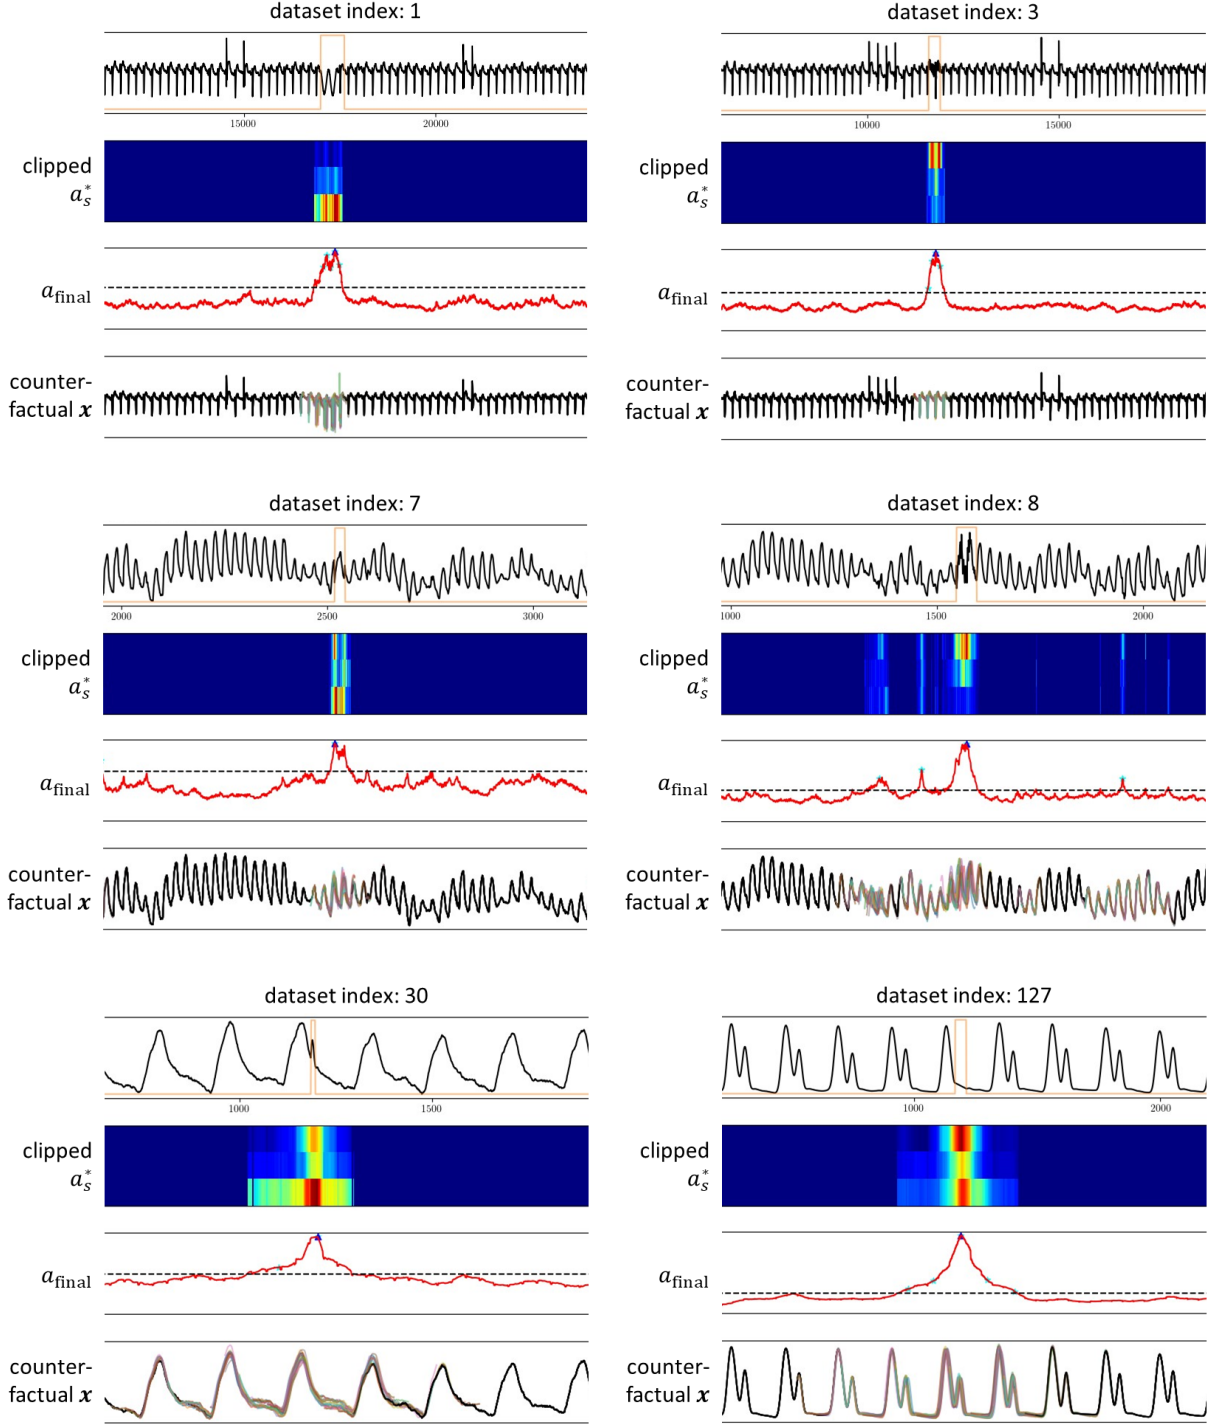 dataset index: 1
15000 20000
clipped
a*s
afinal
counter-
factual x
dataset index: 3
10000 15000
clipped
a*s
afinal
counter-
factual x
dataset index: 7
2000 2500 3000
clipped
a*s
afinal
counter-
factual x
dataset index: 8
1000 1500 2000
clipped
a*s
afinal
counter-
factual x
dataset index: 30
1000 1500
clipped
a*s
afinal
counter-
factual x
dataset index: 127
1000 2000
clipped
a*s
afinal
counter-
factual x